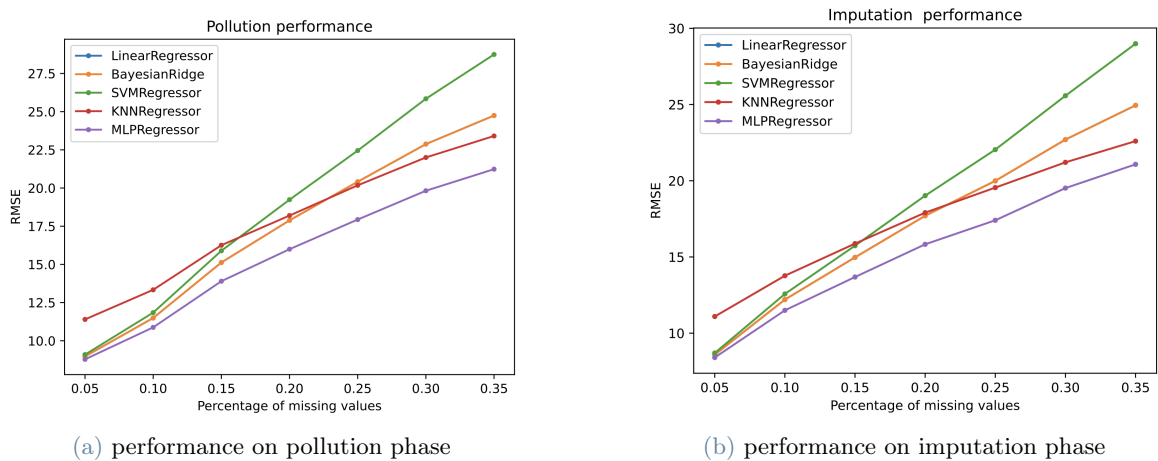 Pollution performance
LinearRegressor
BayesianRidge
SVMRegressor
KNNRegressor
MLPRegressor
27.5
25.0
22.5
20.0
17.5
15.0
12.5
10.0
RMSE
0.05 0.10 0.15 0.20 0.25 0.30 0.35
Percentage of missing values
(a) performance on pollution phase
Imputation performance
LinearRegressor
BayesianRidge
SVMRegressor
KNNRegressor
MLPRegressor
30
25
20
15
10
RMSE
0.05 0.10 0.15 0.20 0.25 0.30 0.35
Percentage of missing values
(b) performance on imputation phase